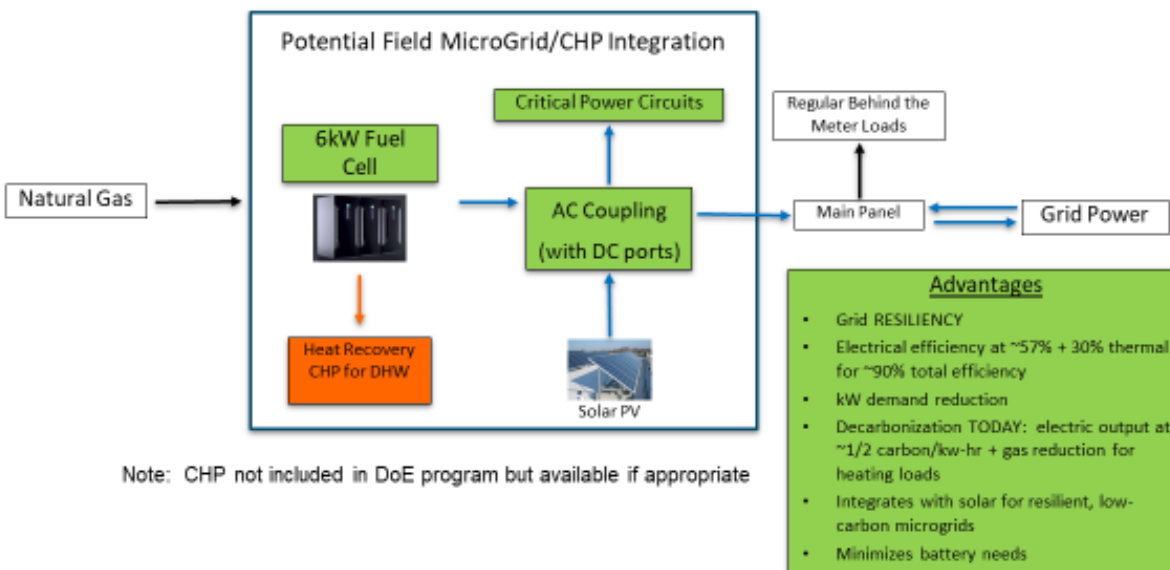 Potential Field MicroGrid/CHP Integration
Critical Power Circuits
6kW Fuel
Cell
Natural Gas
AC Coupling
(with DC ports)
Heat Recovery
CHP for DHW
Solar PV
Regular Behind the
Meter Loads
Main Panel
Grid Power
Note: CHP not included in DoE program but available if appropriate
Advantages
• Grid RESILIENCY
• Electrical efficiency at ~57% + 30% thermal
for ~90% total efficiency
• kW demand reduction
• Decarbonization TODAY: electric output at
~1/2 carbon/kw-hr + gas reduction for
heating loads
• Integrates with solar for resilient, low-
carbon microgrids
• Minimizes battery needs